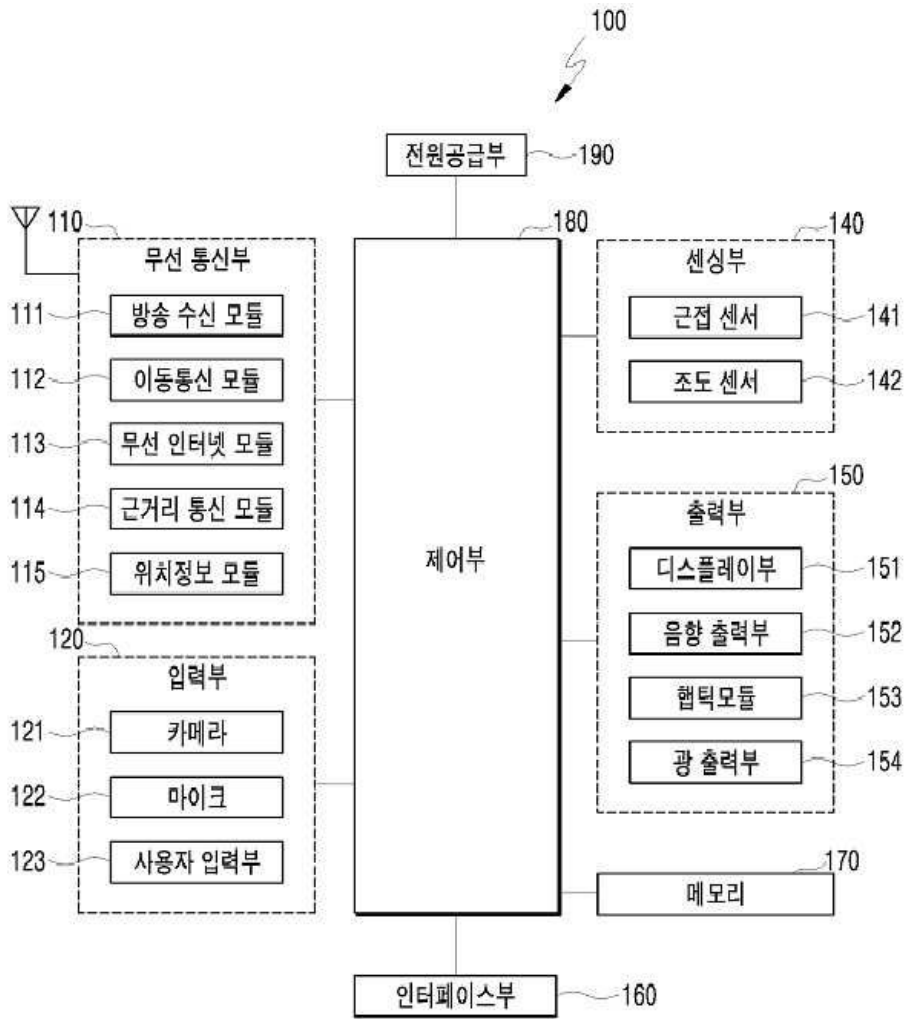 100
전원공급부
190
110
무선 통신부
111
방송 수신 모듈
112
이동통신 모듈
113
무선 인터넷 모듈
114
근거리 통신 모듈
115
위치정보 모듈
120
입력부
121
카메라
122
마이크
123
사용자 입력부
180
제어부
140
센싱부
근접 센서
141
조도 센서
142
150
출력부
디스플레이부
151
음향 출력부
152
햅틱모듈
153
광 출력부
154
170
메모리
인터페이스부
160